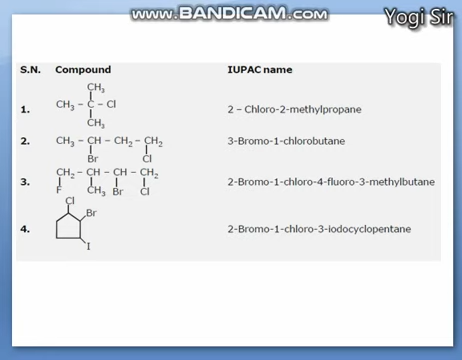 www.BANDICAM.com
Yogi Sir
S.N. Compound IUPAC name
CH₃
1. CH₃ – C – Cl 2 – Chloro-2-methylpropane
CH₃
2. CH₃ – CH – CH₂ – CH₂ 3-Bromo-1-chlorobutane
Br Cl
3. CH₂ – CH – CH – CH₂ 2-Bromo-1-chloro-4-fluoro-3-methylbutane
F CH₃ Br Cl
Cl
Br
4. 2-Bromo-1-chloro-3-iodocyclopentane
I